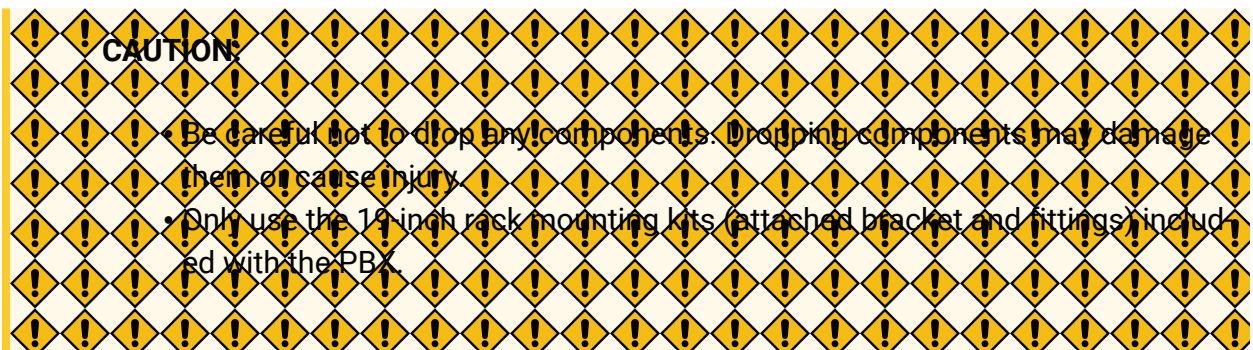 CAUTION:
• Be careful not to drop any components. Dropping components may damage
them or cause injury.
• Only use the 19-inch rack mounting kits (attached bracket and fittings) includ-
ed with the PBX.